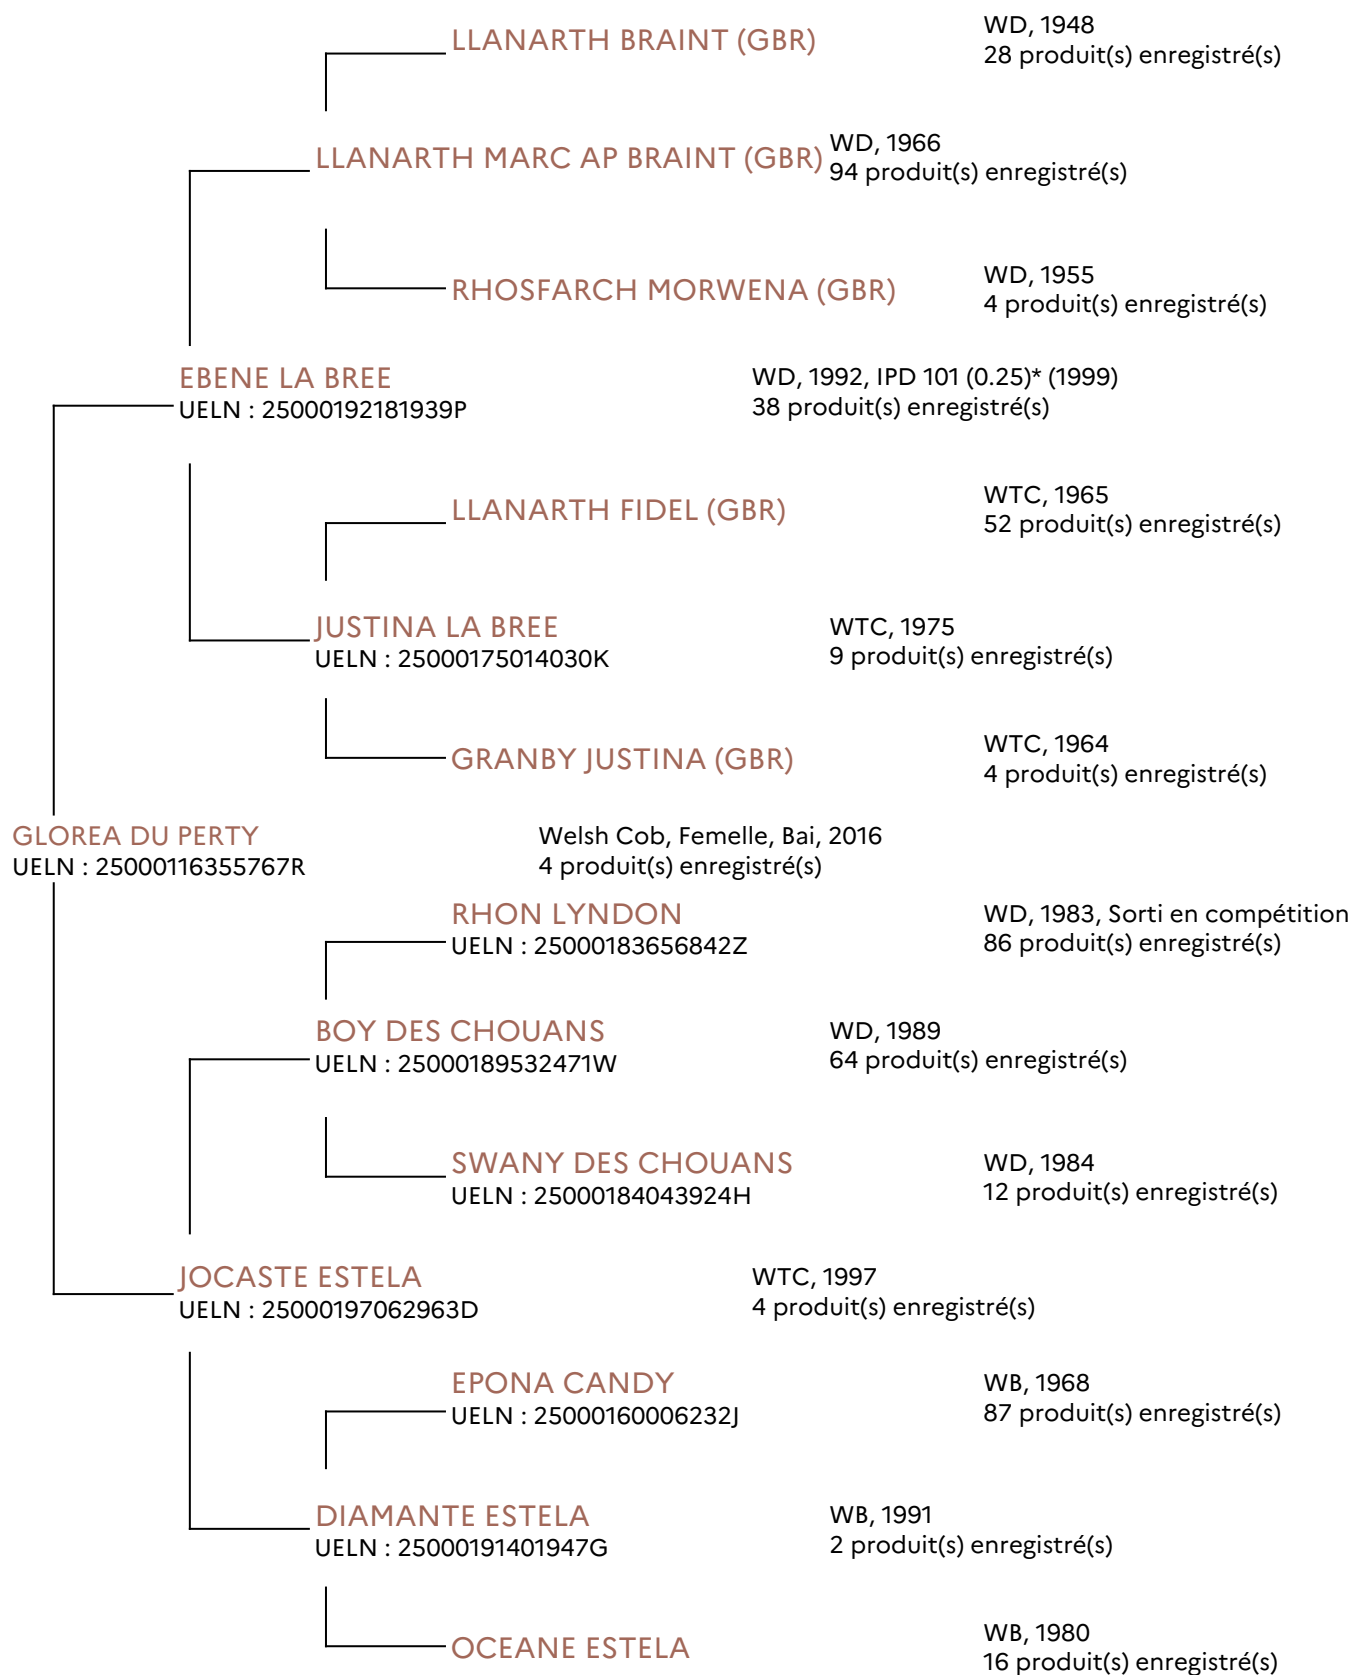 LLANARTH BRAINT (GBR)
WD, 1948
28 produit(s) enregistré(s)
LLANARTH MARC AP BRAINT (GBR)
WD, 1966
94 produit(s) enregistré(s)
RHOSFARCH MORWENA (GBR)
WD, 1955
4 produit(s) enregistré(s)
EBENE LA BREE
UELN : 25000192181939P
WD, 1992, IPD 101 (0.25)* (1999)
38 produit(s) enregistré(s)
LLANARTH FIDEL (GBR)
WTC, 1965
52 produit(s) enregistré(s)
JUSTINA LA BREE
UELN : 25000175014030K
WTC, 1975
9 produit(s) enregistré(s)
GRANBY JUSTINA (GBR)
WTC, 1964
4 produit(s) enregistré(s)
GLOREA DU PERTY
UELN : 25000116355767R
Welsh Cob, Femelle, Bai, 2016
4 produit(s) enregistré(s)
RHON LYNDON
UELN : 25000183656842Z
WD, 1983, Sorti en compétition
86 produit(s) enregistré(s)
BOY DES CHOUANS
UELN : 25000189532471W
WD, 1989
64 produit(s) enregistré(s)
SWANY DES CHOUANS
UELN : 25000184043924H
WD, 1984
12 produit(s) enregistré(s)
JOCASTE ESTELA
UELN : 25000197062963D
WTC, 1997
4 produit(s) enregistré(s)
EPONA CANDY
UELN : 25000160006232J
WB, 1968
87 produit(s) enregistré(s)
DIAMANTE ESTELA
UELN : 25000191401947G
WB, 1991
2 produit(s) enregistré(s)
OCEANE ESTELA
WB, 1980
16 produit(s) enregistré(s)